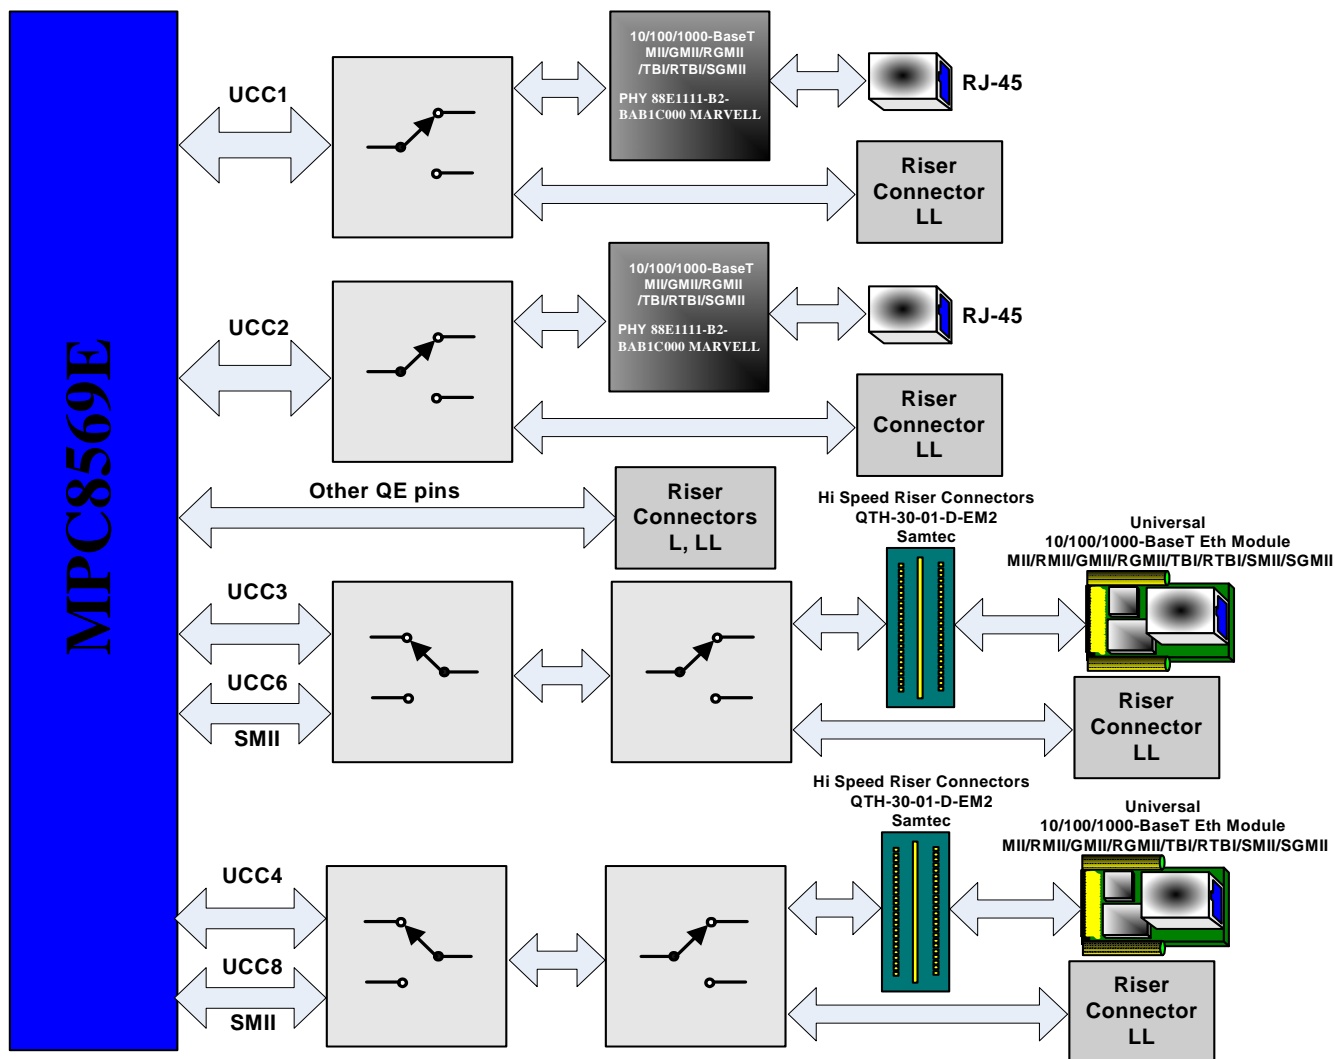 MPC8569E
UCC1
10/100/1000-BaseT
MII/GMII/RGMII
/TBI/RTBI/SGMII
PHY 88E1111-B2-
BAB1C000 MARVELL
RJ-45
Riser
Connector
LL
UCC2
10/100/1000-BaseT
MII/GMII/RGMII
/TBI/RTBI/SGMII
PHY 88E1111-B2-
BAB1C000 MARVELL
RJ-45
Riser
Connector
LL
Other QE pins
Riser
Connectors
L, LL
Hi Speed Riser Connectors
QTH-30-01-D-EM2
Samtec
Universal
10/100/1000-BaseT Eth Module
MII/RMII/GMII/RGMII/TBI/RTBI/SMII/SGMII
UCC3
UCC6
SMII
Riser
Connector
LL
Hi Speed Riser Connectors
QTH-30-01-D-EM2
Samtec
Universal
10/100/1000-BaseT Eth Module
MII/RMII/GMII/RGMII/TBI/RTBI/SMII/SGMII
UCC4
UCC8
SMII
Riser
Connector
LL